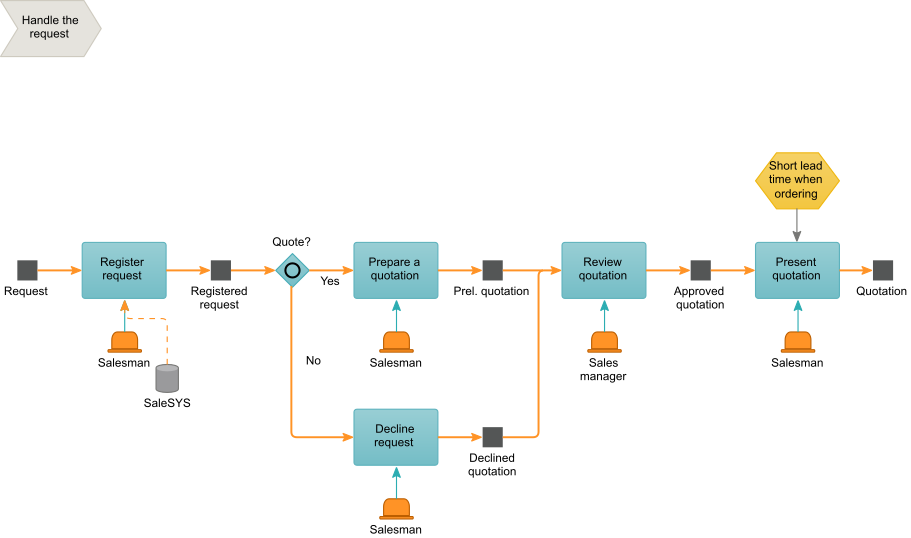 Handle the
request
Short lead
time when
ordering
Quote?
Register
request
Prepare a
quotation
Review
qoutation
Present
quotation
Yes
Request
Registered
request
Prel. quotation
Approved
quotation
Quotation
No
Salesman
Salesman
Sales
manager
Salesman
SaleSYS
Decline
request
Declined
quotation
Salesman